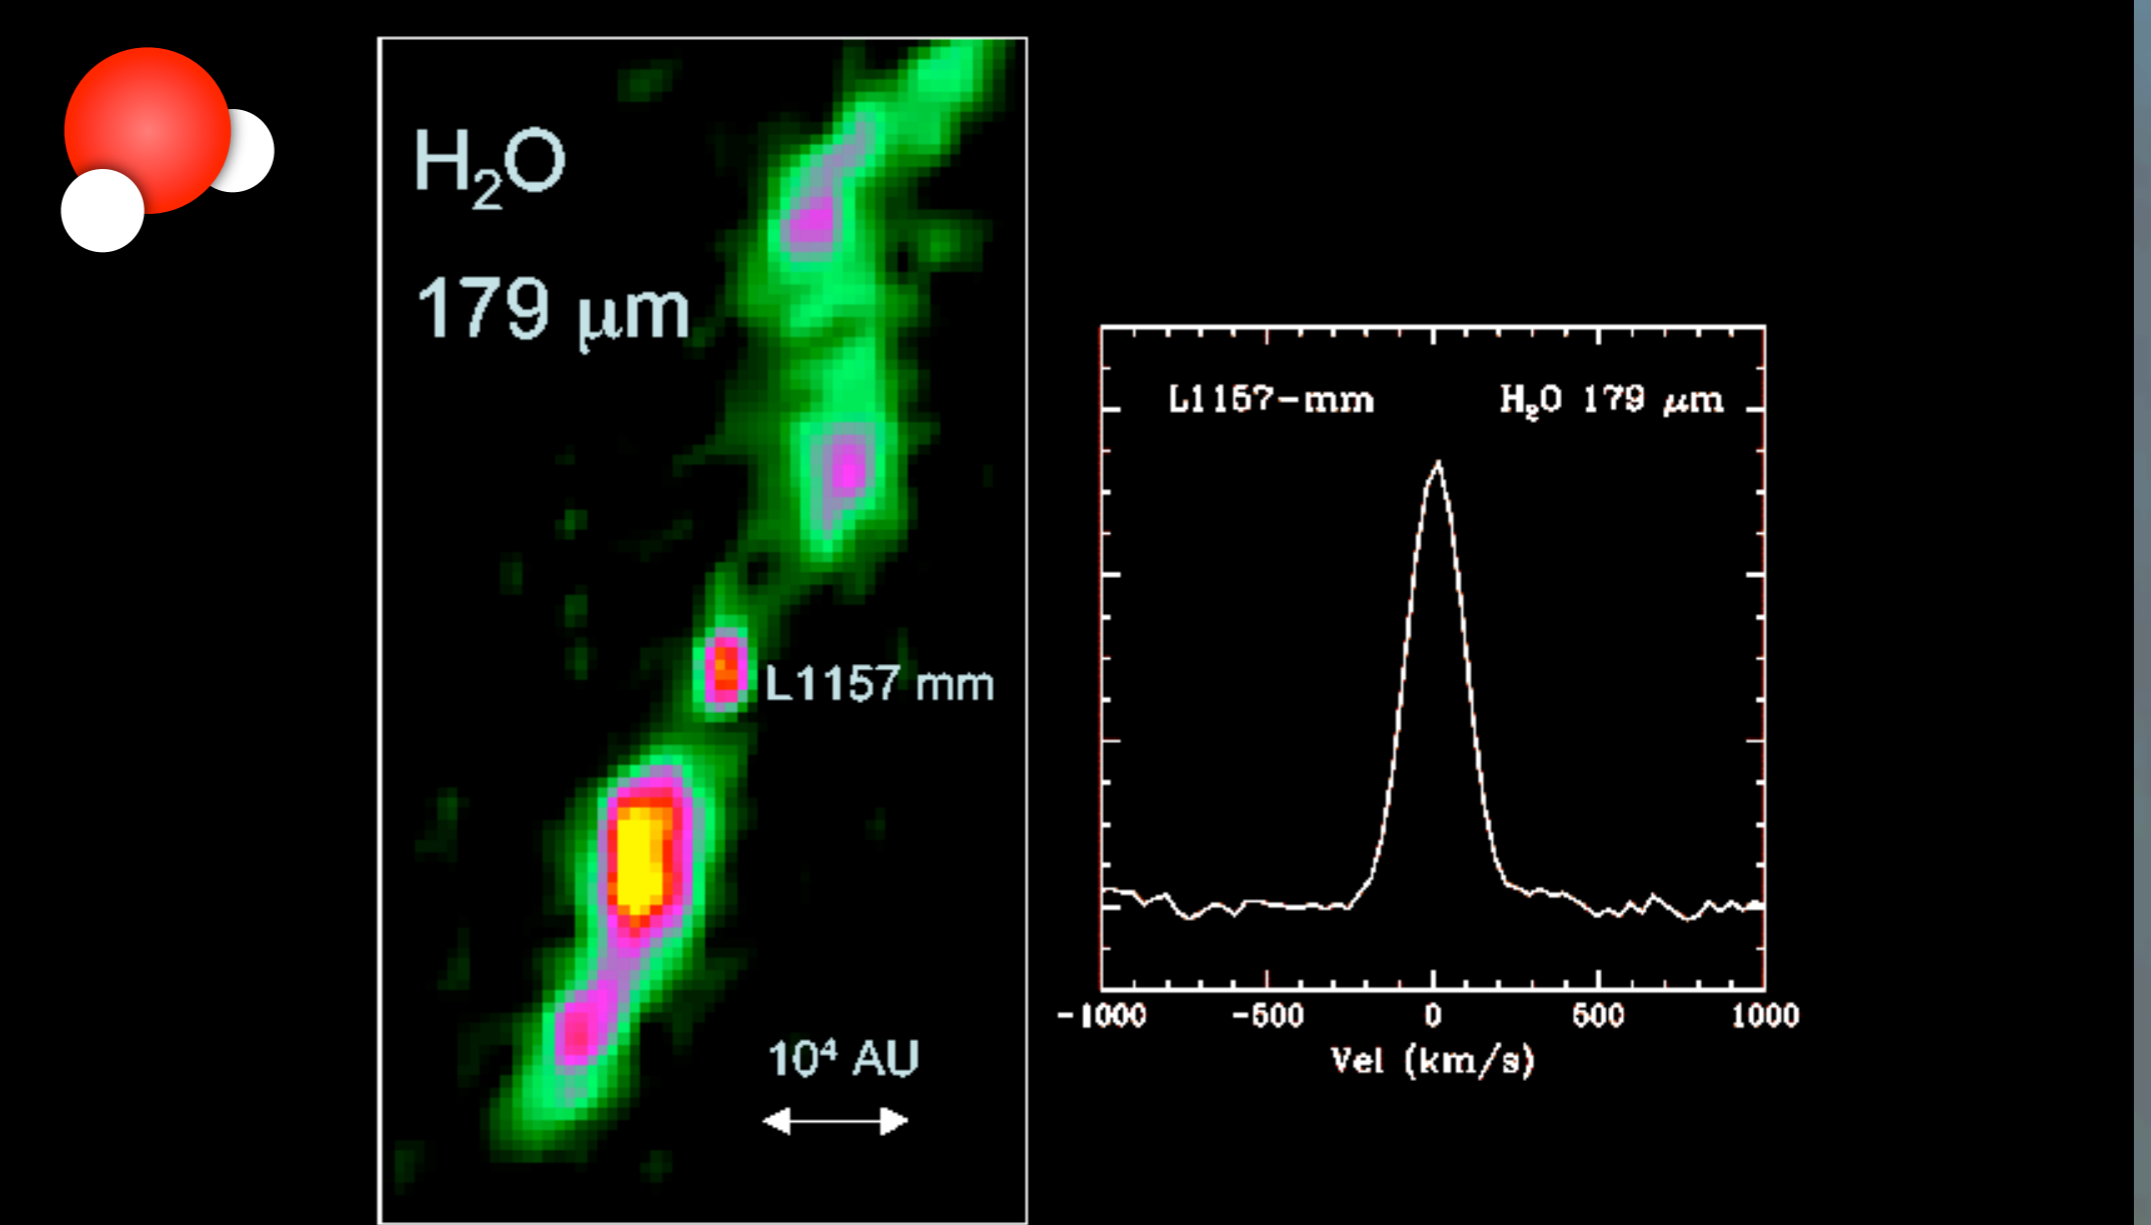 H₂O
179 μm
L1157 mm
10⁴ AU
L1157-mm H₂O 179 μm
-1000 -500 0 500 1000
Vel (km/s)